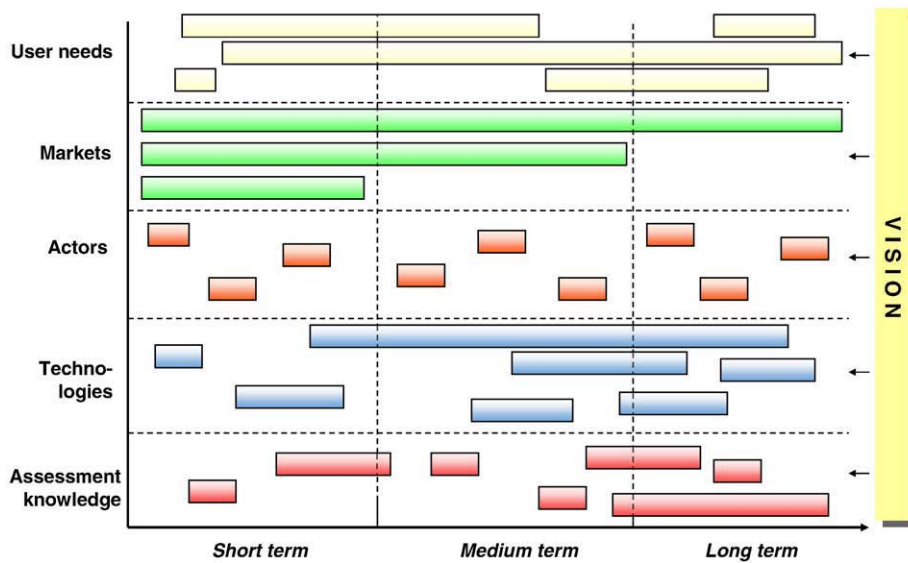 User needs
Markets
Actors
Techno-
logies
Assessment
knowledge
VISION
Short term
Medium term
Long term